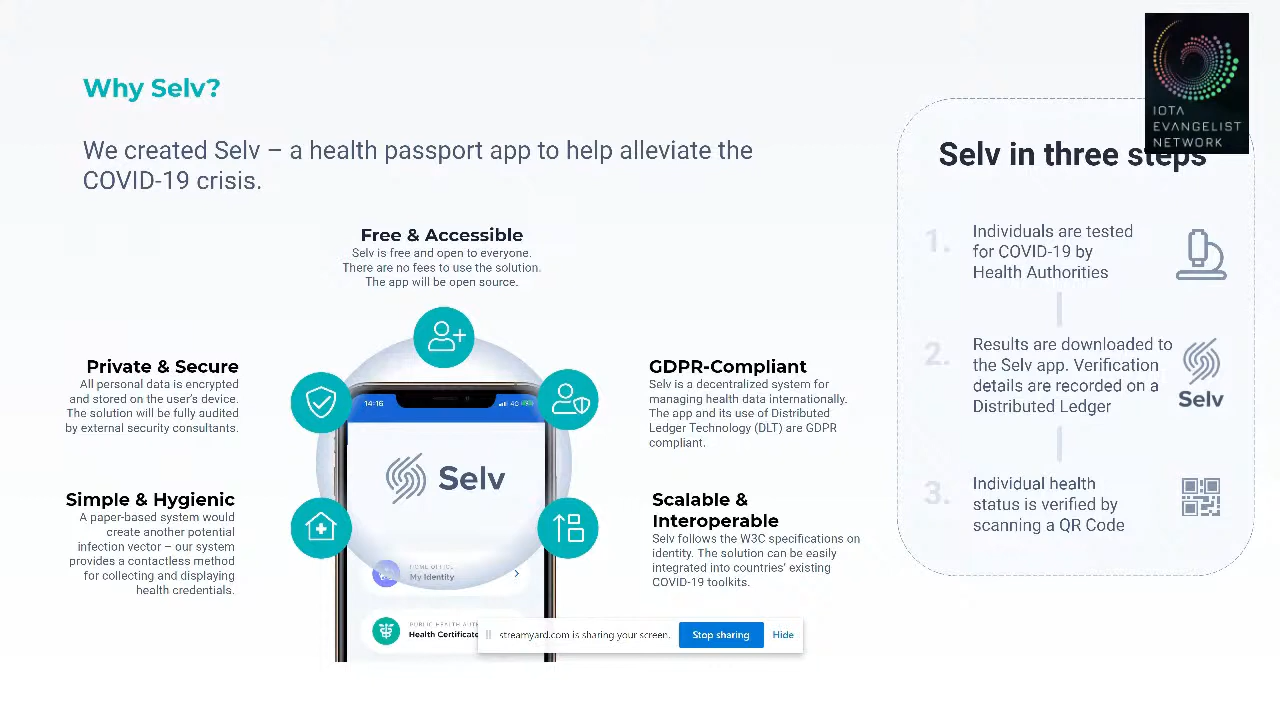 Why Selv?
We created Selv – a health passport app to help alleviate the
COVID-19 crisis.
Free & Accessible
Selv is free and open to everyone.
There are no fees to use the solution.
The app will be open source.
Private & Secure
All personal data is encrypted
and stored on the user's device.
The solution will be fully audited
by external security consultants.
Simple & Hygienic
A paper-based system would
create another potential
infection vector – our system
provides a contactless method
for collecting and displaying
health credentials.
14:16
4G
Selv
HOME OFFICE
My Identity
PUBLIC HEALTH
Health Certificate
GDPR-Compliant
Selv is a decentralized system for
managing health data internationally.
The app and its use of Distributed
Ledger Technology (DLT) are GDPR
compliant.
Scalable &
Interoperable
Selv follows the W3C specifications on
identity. The solution can be easily
integrated into countries' existing
COVID-19 toolkits.
streamyard.com is sharing your screen.
Stop sharing
Hide
IOTA
EVANGELIST
NETWORK
Selv in three steps
1.
Individuals are tested
for COVID-19 by
Health Authorities
2.
Results are downloaded to
the Selv app. Verification
details are recorded on a
Distributed Ledger
Selv
3.
Individual health
status is verified by
scanning a QR Code